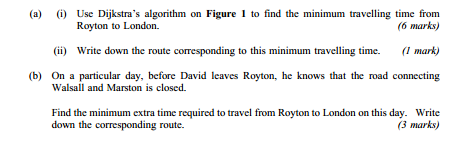 (a) (i) Use Dijkstra's algorithm on Figure 1 to find the minimum travelling time from
Royton to London. (6 marks)
(ii) Write down the route corresponding to this minimum travelling time. (1 mark)
(b) On a particular day, before David leaves Royton, he knows that the road connecting
Walsall and Marston is closed.
Find the minimum extra time required to travel from Royton to London on this day. Write
down the corresponding route. (3 marks)